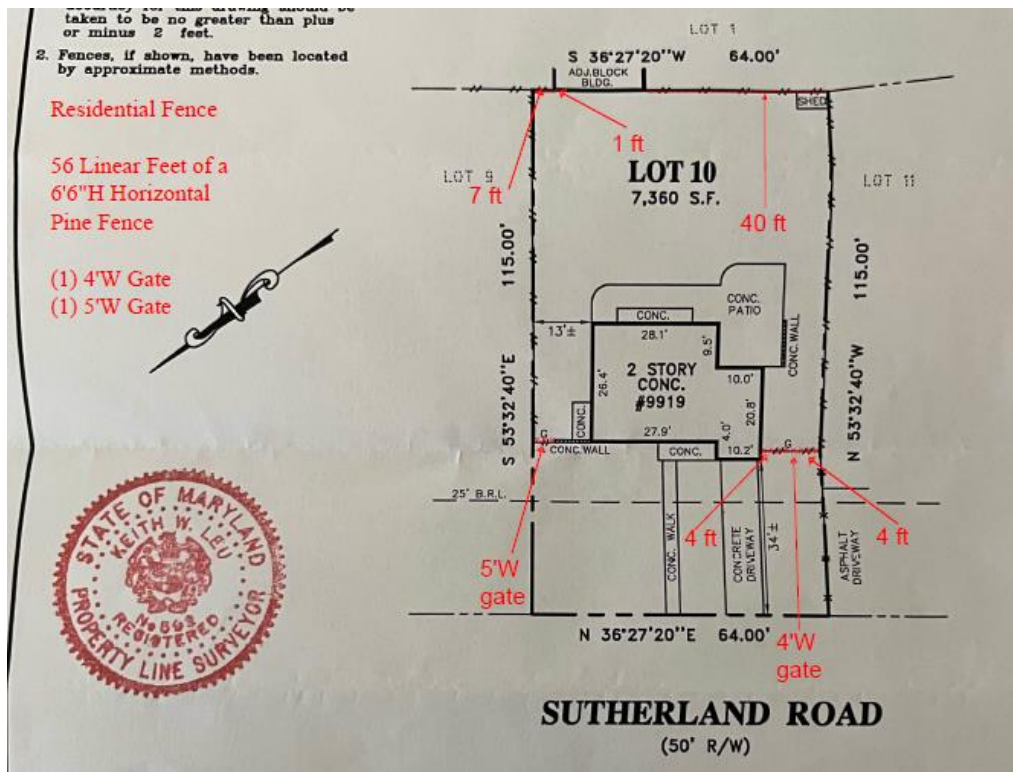 taken to be no greater than plus
or minus 2 feet.
2. Fences, if shown, have been located
by approximate methods.
Residential Fence
56 Linear Feet of a
6'6"H Horizontal
Pine Fence
(1) 4'W Gate
(1) 5'W Gate
LOT 1
S 36°27'20"W 64.00'
ADJ.BLOCK
BLDG.
SHED
1 ft
LOT 10
7,360 S.F.
LOT 9
7 ft
LOT 11
40 ft
115.00'
S 53°32'40"E
115.00'
N 53°32'40"W
CONC.
PATIO
CONC.
28.1'
13'±
9.5'
CONC.WALL
2 STORY
CONC.
#9919
10.0'
26.4'
20.8'
CONC.
27.9'
4.0'
10.2'
G
CONC.WALL
CONC.
G
25' B.R.L.
4 ft
4 ft
5'W
gate
CONC. WALK
CONCRETE
DRIVEWAY
34'±
ASPHALT
DRIVEWAY
N 36°27'20"E 64.00'
4'W
gate
STATE OF MARYLAND
KEITH W. LEU
No 593
REGISTERED
PROPERTY LINE SURVEYOR
SUTHERLAND ROAD
(50' R/W)